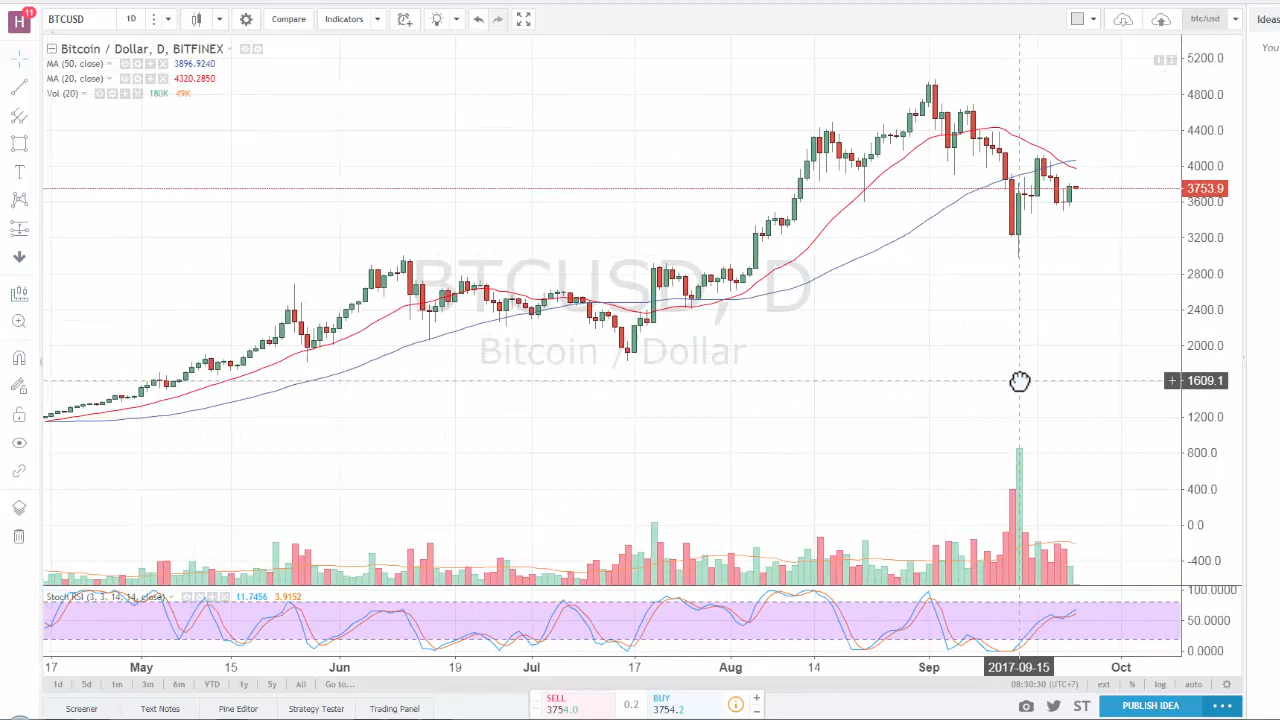 H
11
BTCUSD 1D Compare Indicators btc/usd Ideas
You
Bitcoin / Dollar, D, BITFINEX
MA (50, close) 3896.9240
MA (20, close) 4320.2850
Vol (20) 180K 49K
BTCUSD, D
Bitcoin / Dollar
5200.0
4800.0
4400.0
4000.0
3753.9
3600.0
3200.0
2800.0
2400.0
2000.0
1609.1
1200.0
800.0
400.0
0.0
-400.0
Stoch RSI (3, 3, 14, 14, close) 11.7456 3.9152
100.0000
50.0000
0.0000
17 May 15 Jun 19 Jul 17 Aug 14 Sep 2017-09-15 Oct
1d 5d 1m 3m 6m YTD 1y 5y All Go to... 08:30:30 (UTC+7) ext % log auto
Screener Text Notes Pine Editor Strategy Tester Trading Panel
SELL
3754.0
0.2
BUY
3754.2
ST PUBLISH IDEA